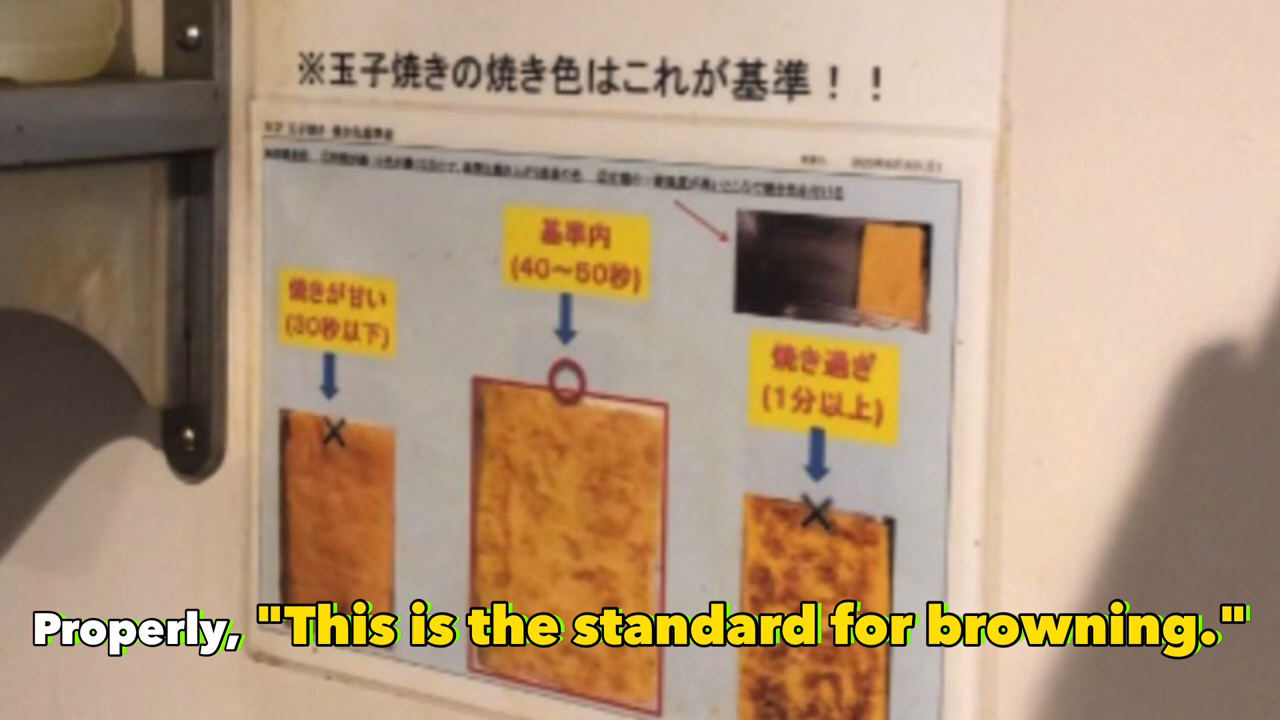 ※玉子焼きの焼き色はこれが基準！！
基準内
(40～50秒)
焼きが甘い
(30秒以下)
焼き過ぎ
(1分以上)
Properly, "This is the standard for browning."